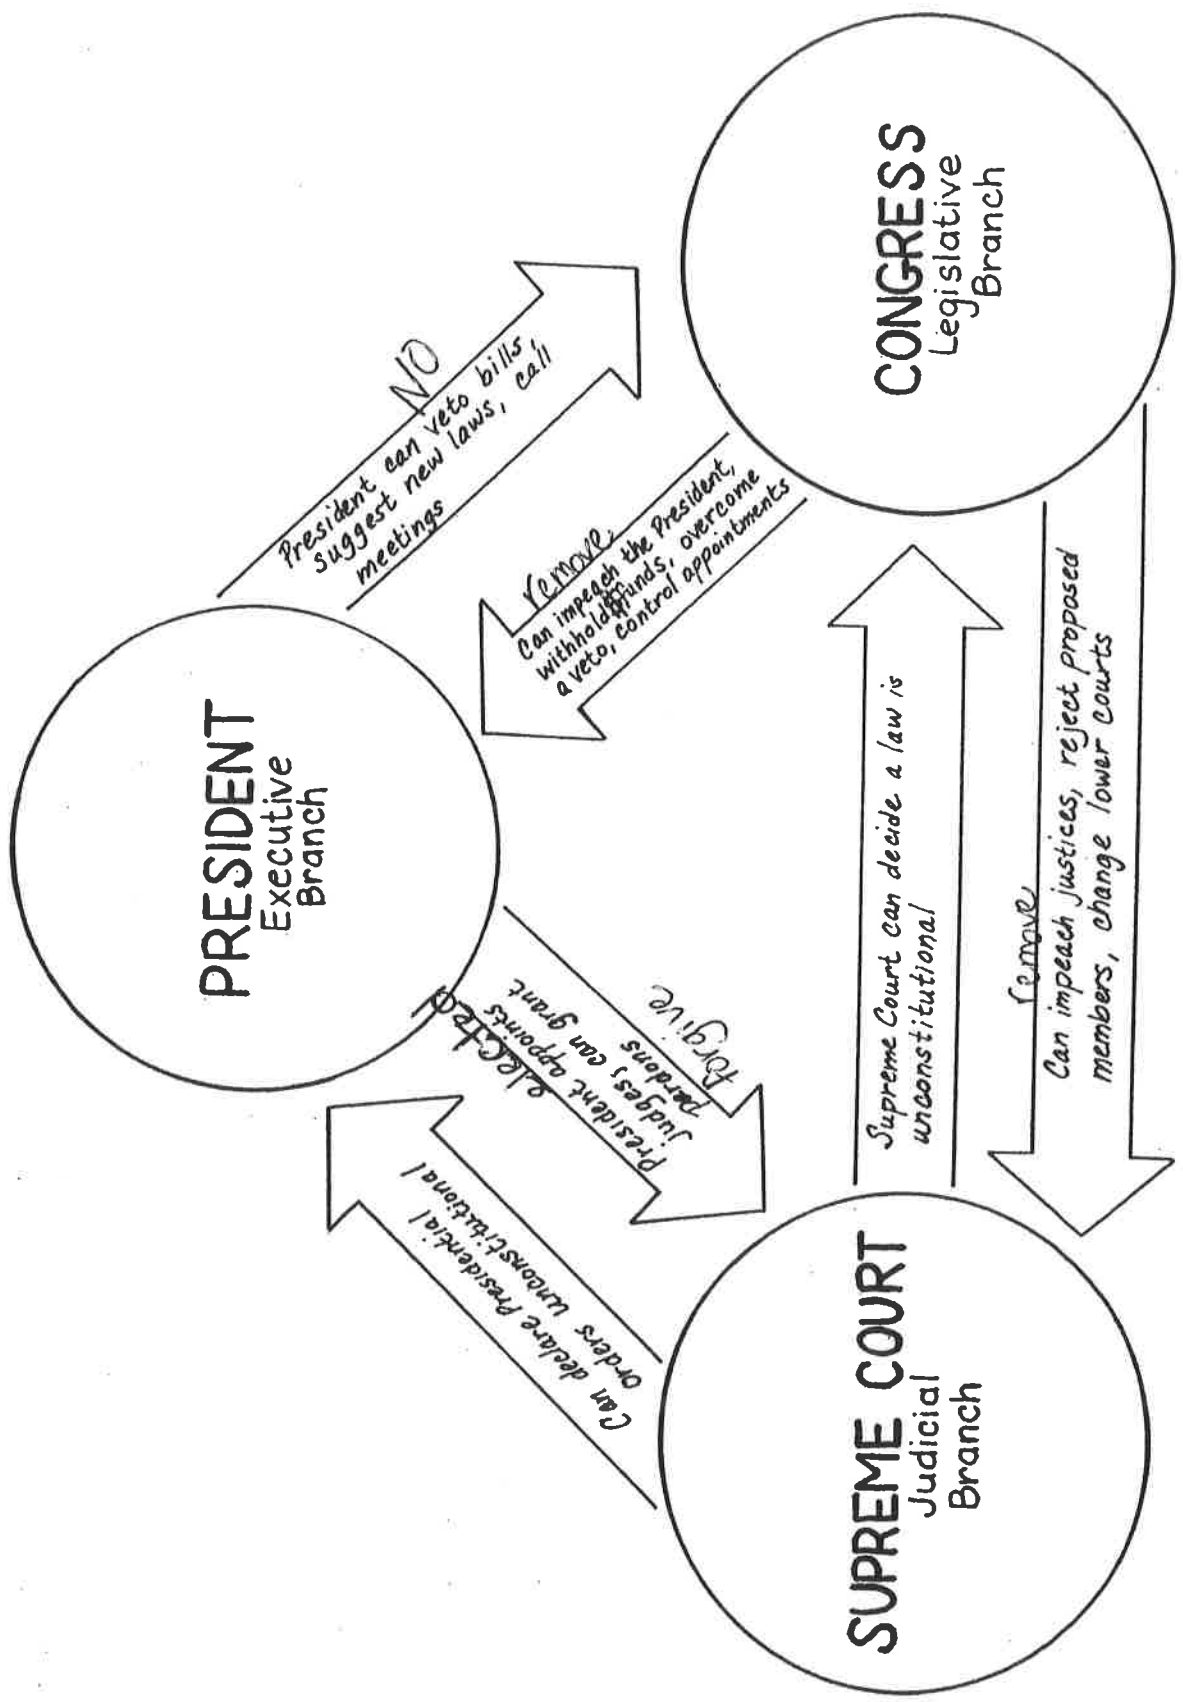 PRESIDENT
Executive
Branch
NO
President can veto bills,
suggest new laws, call
meetings
remove
Can impeach the President,
withhold funds, overcome
a veto, control appointments
CONGRESS
Legislative
Branch
selected
President appoints
judges, can grant
pardons
forgive
Can declare Presidential
orders unconstitutional
Supreme Court can decide a law is
unconstitutional
remove
Can impeach justices, reject proposed
members, change lower courts
SUPREME COURT
Judicial
Branch